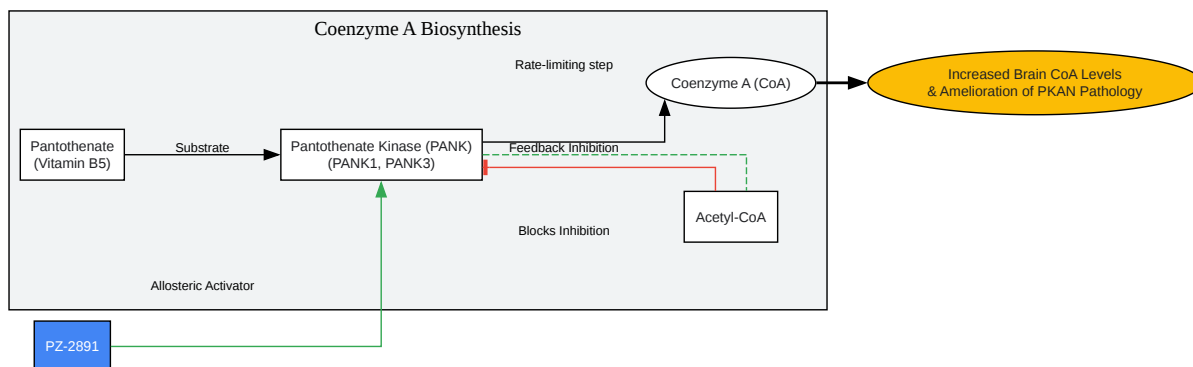 Coenzyme A Biosynthesis
Rate-limiting step
Coenzyme A (CoA)
Increased Brain CoA Levels
& Amelioration of PKAN Pathology
Pantothenate
(Vitamin B5)
Substrate
Pantothenate Kinase (PANK)
(PANK1, PANK3)
Feedback Inhibition
Acetyl-CoA
Blocks Inhibition
Allosteric Activator
PZ-2891